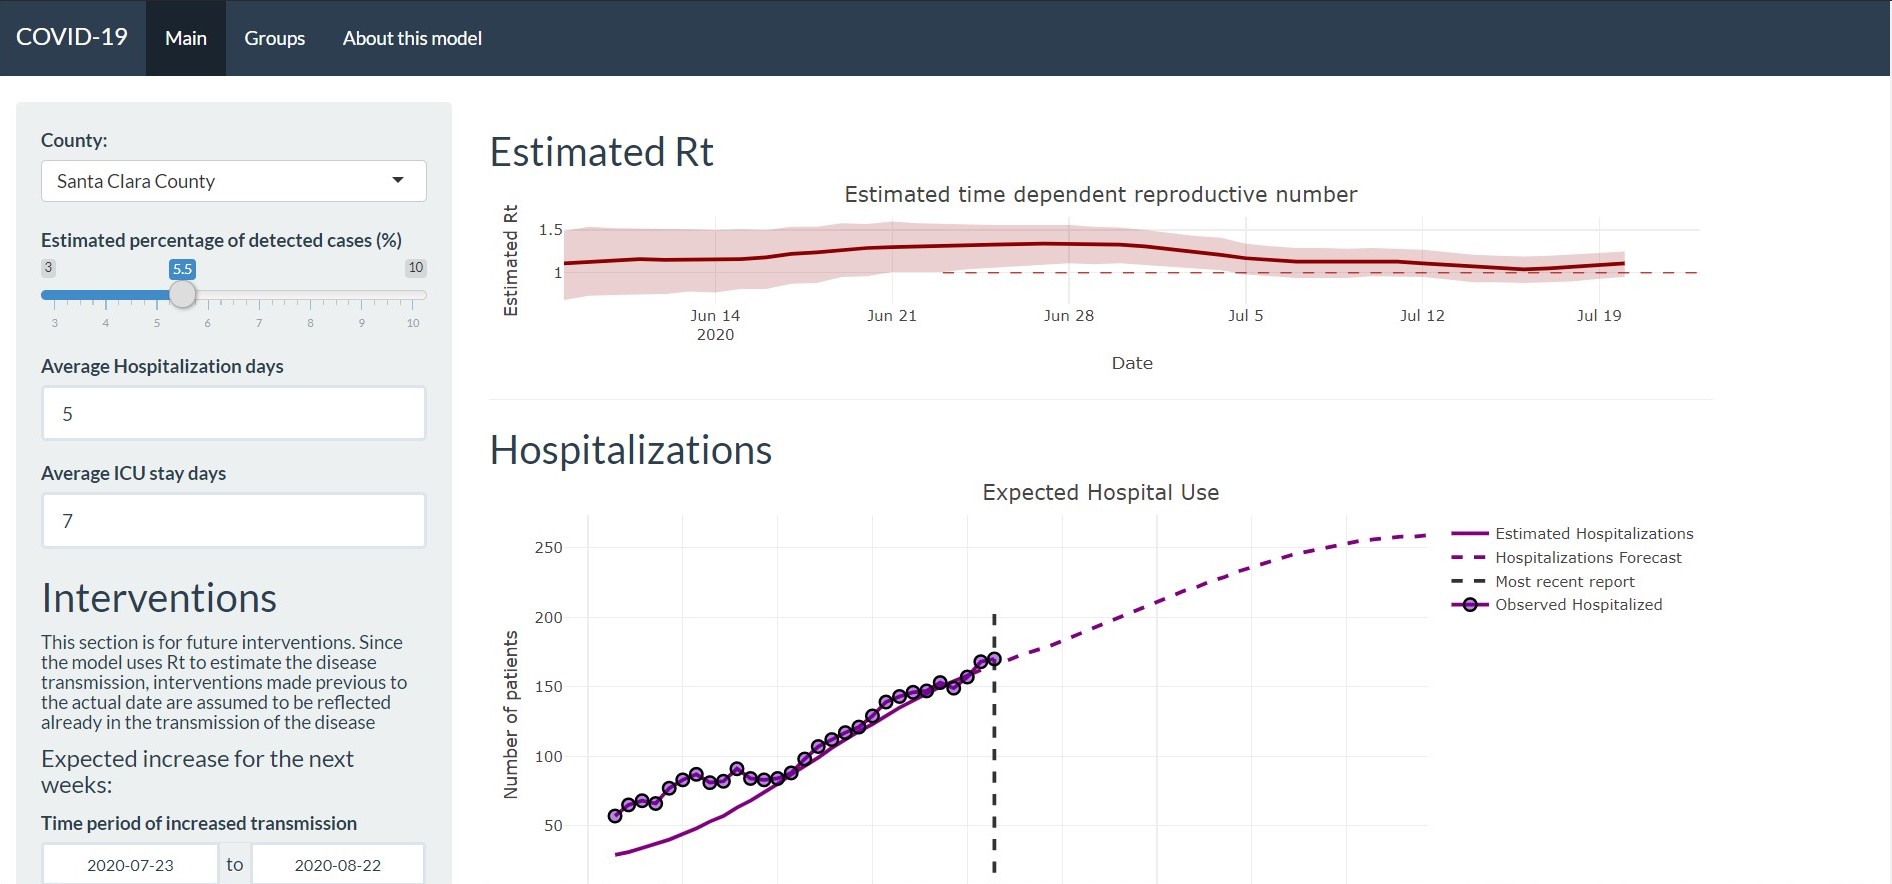 COVID-19 Main Groups About this model
County:
Santa Clara County
Estimated percentage of detected cases (%)
3 5.5 10
3 4 5 6 7 8 9 10
Average Hospitalization days
5
Average ICU stay days
7
Interventions
This section is for future interventions. Since
the model uses Rt to estimate the disease
transmission, interventions made previous to
the actual date are assumed to be reflected
already in the transmission of the disease
Expected increase for the next
weeks:
Time period of increased transmission
2020-07-23 to 2020-08-22
Estimated Rt
Estimated time dependent reproductive number
Estimated Rt
1.5
1
Jun 14 Jun 21 Jun 28 Jul 5 Jul 12 Jul 19
2020
Date
Hospitalizations
Expected Hospital Use
Number of patients
250
200
150
100
50
Estimated Hospitalizations
Hospitalizations Forecast
Most recent report
Observed Hospitalized